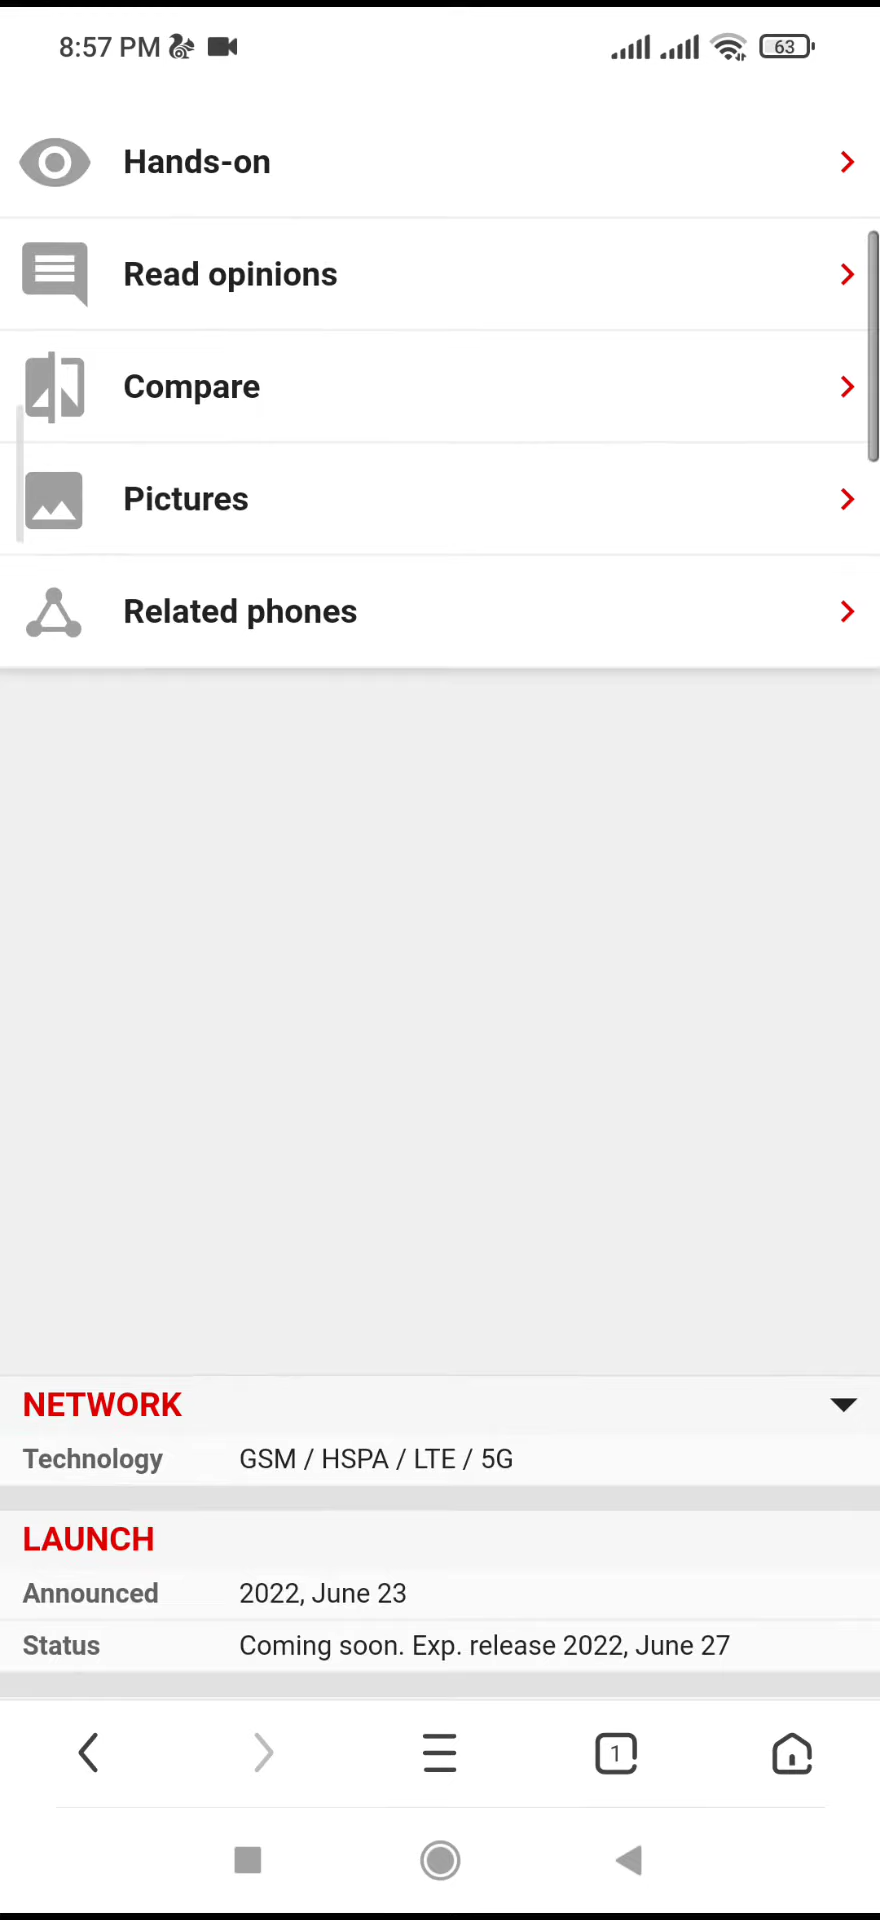 8:57 PM
63
Hands-on
Read opinions
Compare
Pictures
Related phones
NETWORK
Technology GSM / HSPA / LTE / 5G
LAUNCH
Announced 2022, June 23
Status Coming soon. Exp. release 2022, June 27
1